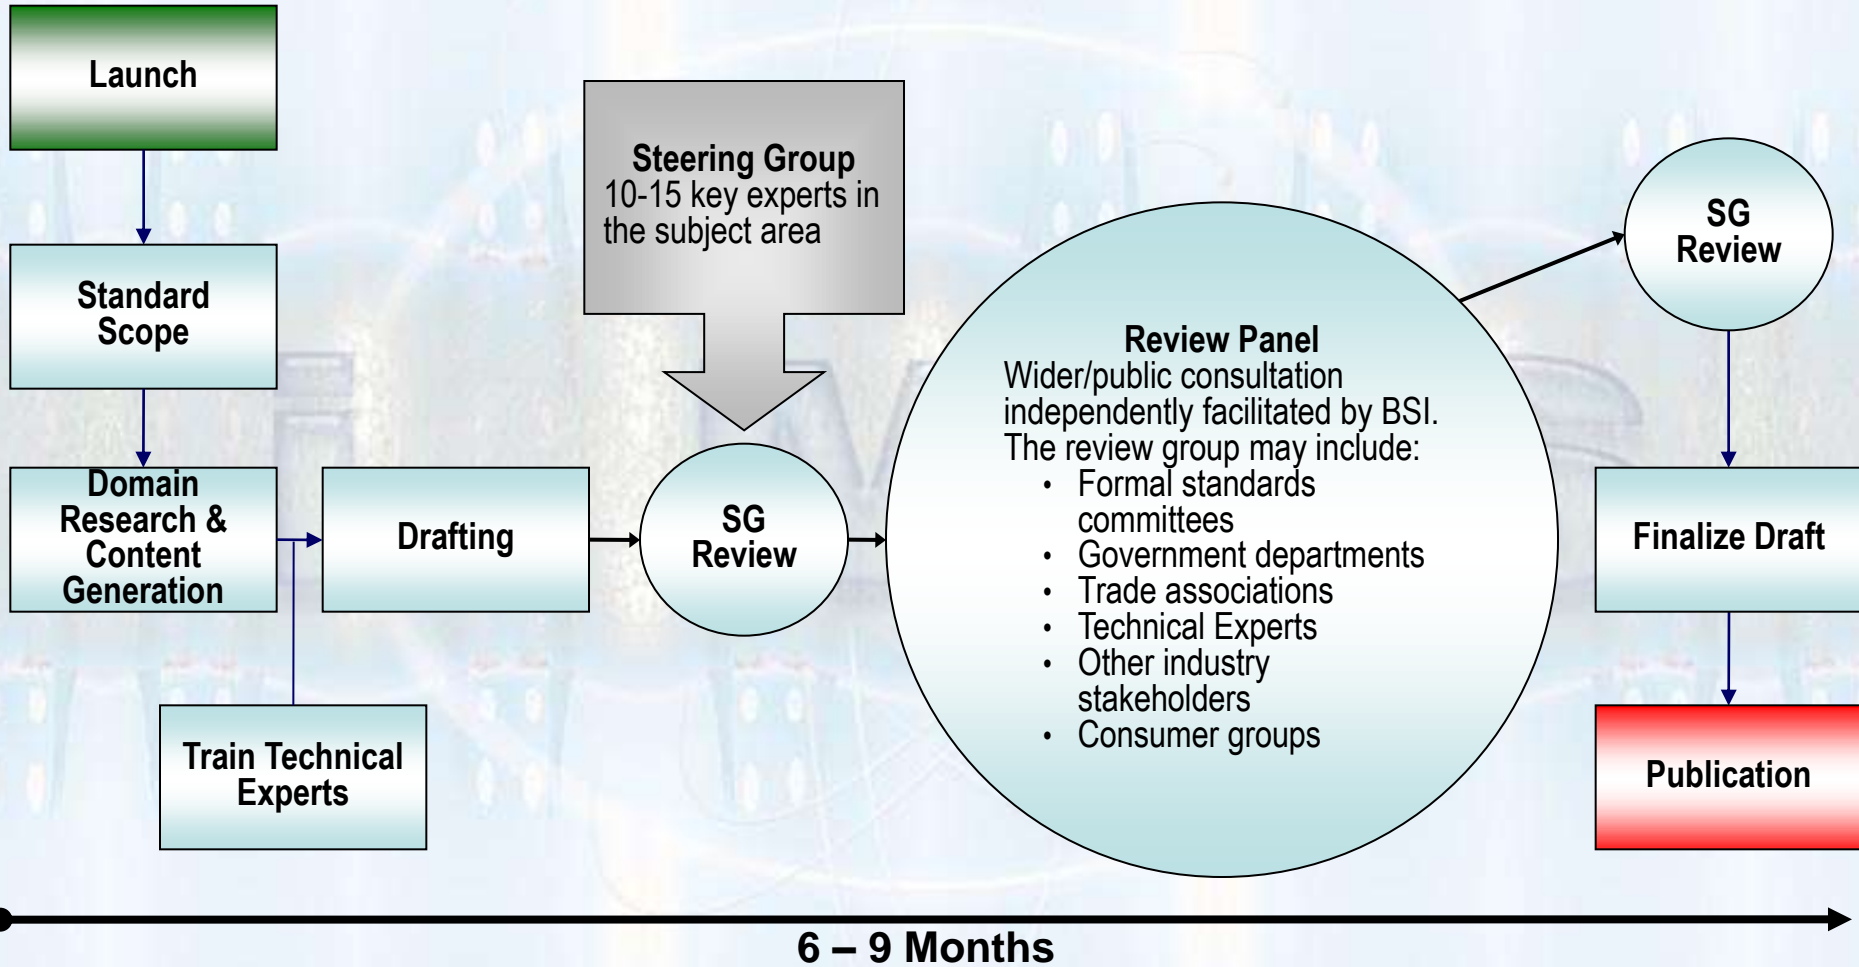 Launch
Standard
Scope
Domain
Research &
Content
Generation
Train Technical
Experts
Drafting
Steering Group
10-15 key experts in
the subject area
SG
Review
Review Panel
Wider/public consultation
independently facilitated by BSI.
The review group may include:
• Formal standards
committees
• Government departments
• Trade associations
• Technical Experts
• Other industry
stakeholders
• Consumer groups
SG
Review
Finalize Draft
Publication
6 – 9 Months